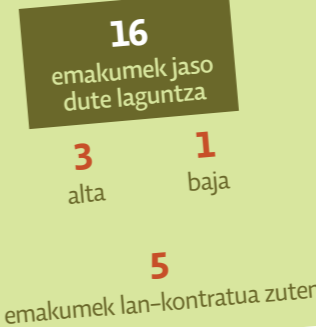 16
emakumek jaso
dute laguntza
3
alta
1
baja
5
emakumek lan-kontratua zuten